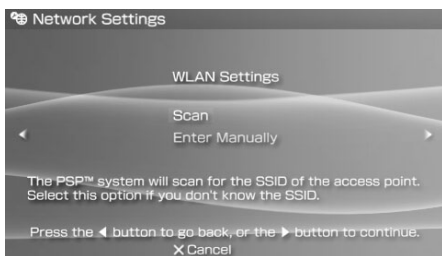 Network Settings
WLAN Settings
Scan
Enter Manually
The PSP™ system will scan for the SSID of the access point.
Select this option if you don't know the SSID.
Press the ◀ button to go back, or the ▶ button to continue.
✕ Cancel